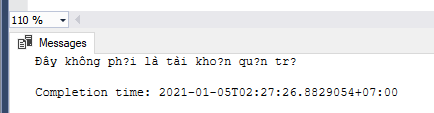 110 %
Messages
Đây không ph?i là tài kho?n qu?n tr?
Completion time: 2021-01-05T02:27:26.8829054+07:00